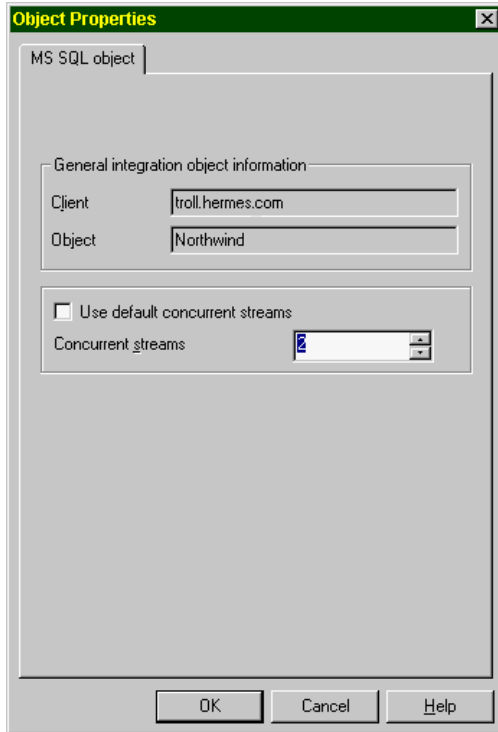 Object Properties
MS SQL object
General integration object information
Client troll.hermes.com
Object Northwind
Use default concurrent streams
Concurrent streams 2
OK Cancel Help